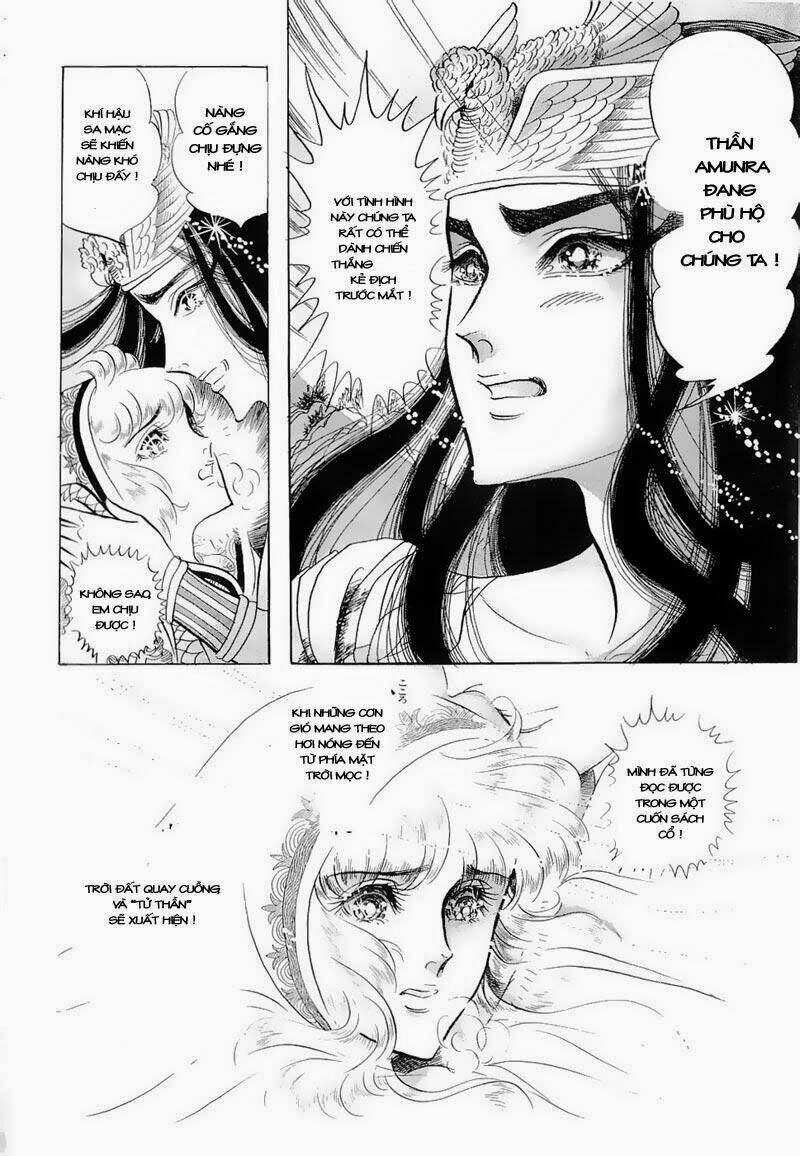 THẦN
AMUNRA
ĐANG
PHÙ HỘ
CHO
CHÚNG TA !
VỚI TÌNH HÌNH
NÀY CHÚNG TA
RẤT CÓ THỂ
DÀNH CHIẾN
THẮNG
KẺ ĐỊCH
TRƯỚC MẮT !
NÀNG
CỐ GẮNG
CHỊU ĐỰNG
NHÉ !
KHÍ HẬU
SA MẠC
SẼ KHIẾN
NÀNG KHÓ
CHỊU ĐẤY !
KHÔNG SAO,
EM CHỊU
ĐƯỢC !
MÌNH ĐÃ TỪNG
ĐỌC ĐƯỢC
TRONG MỘT
CUỐN SÁCH
CỔ !
こころ
KHI NHỮNG CƠN
GIÓ MANG THEO
HƠI NÓNG ĐẾN
TỪ PHÍA MẶT
TRỜI MỌC !
TRỜI ĐẤT QUAY CUỒNG
VÀ "TỬ THẦN"
SẼ XUẤT HIỆN !